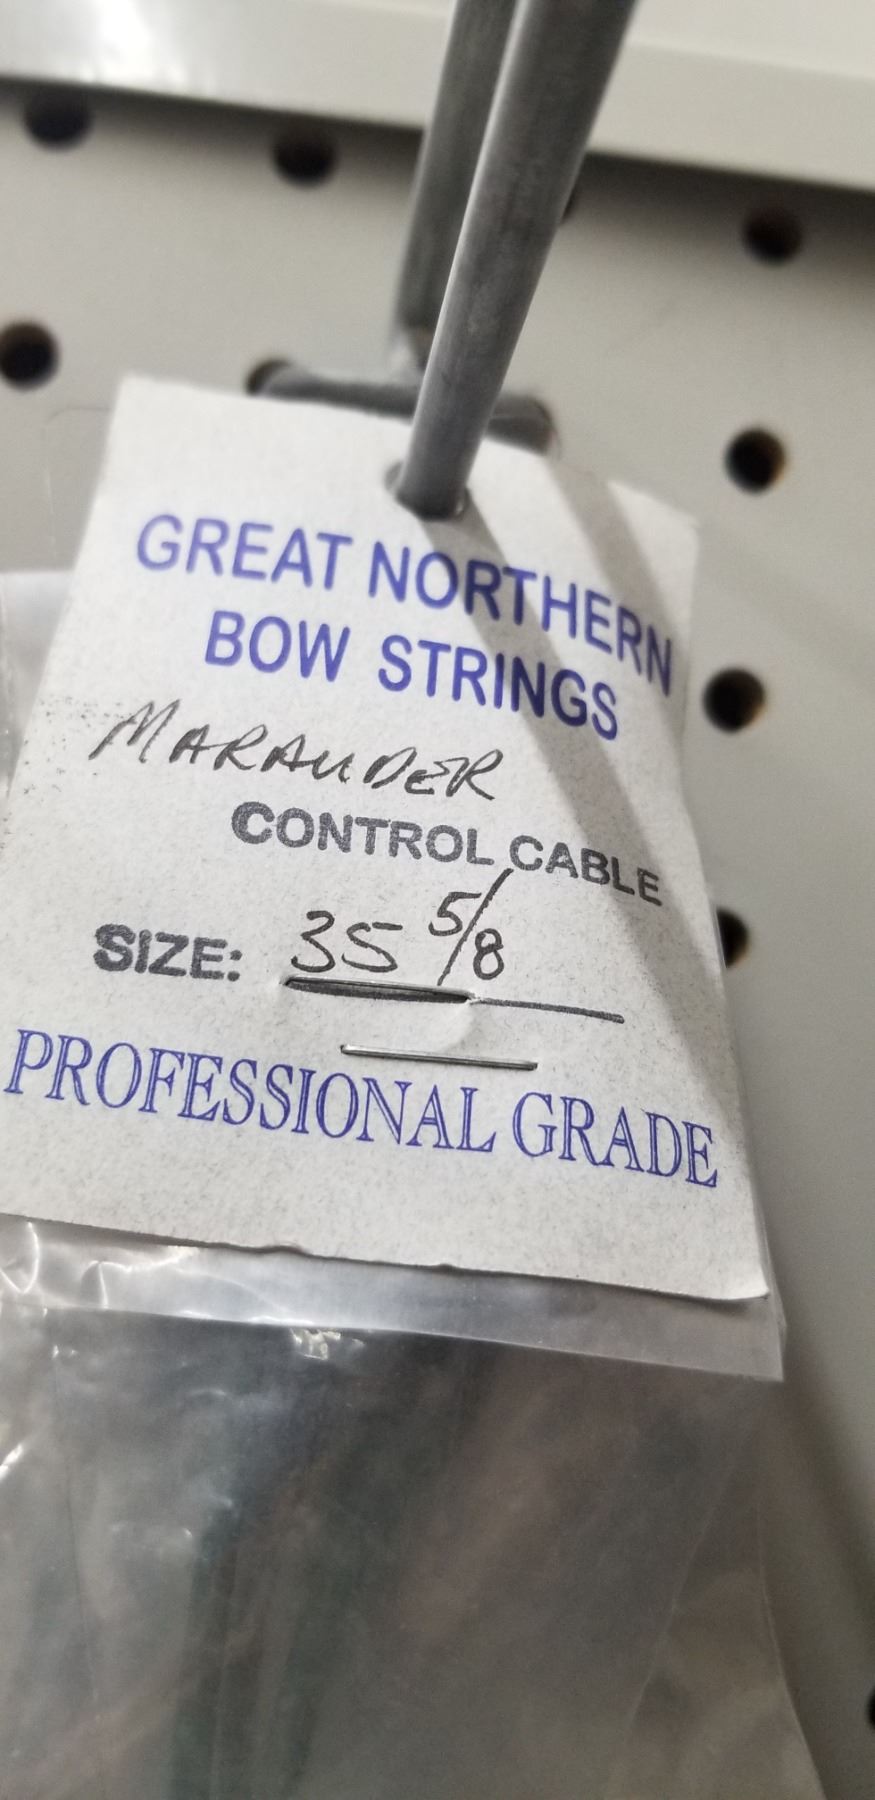 GREAT NORTHERN
BOW STRINGS
MARAUDER
CONTROL CABLE
SIZE: 35 5/8
PROFESSIONAL GRADE